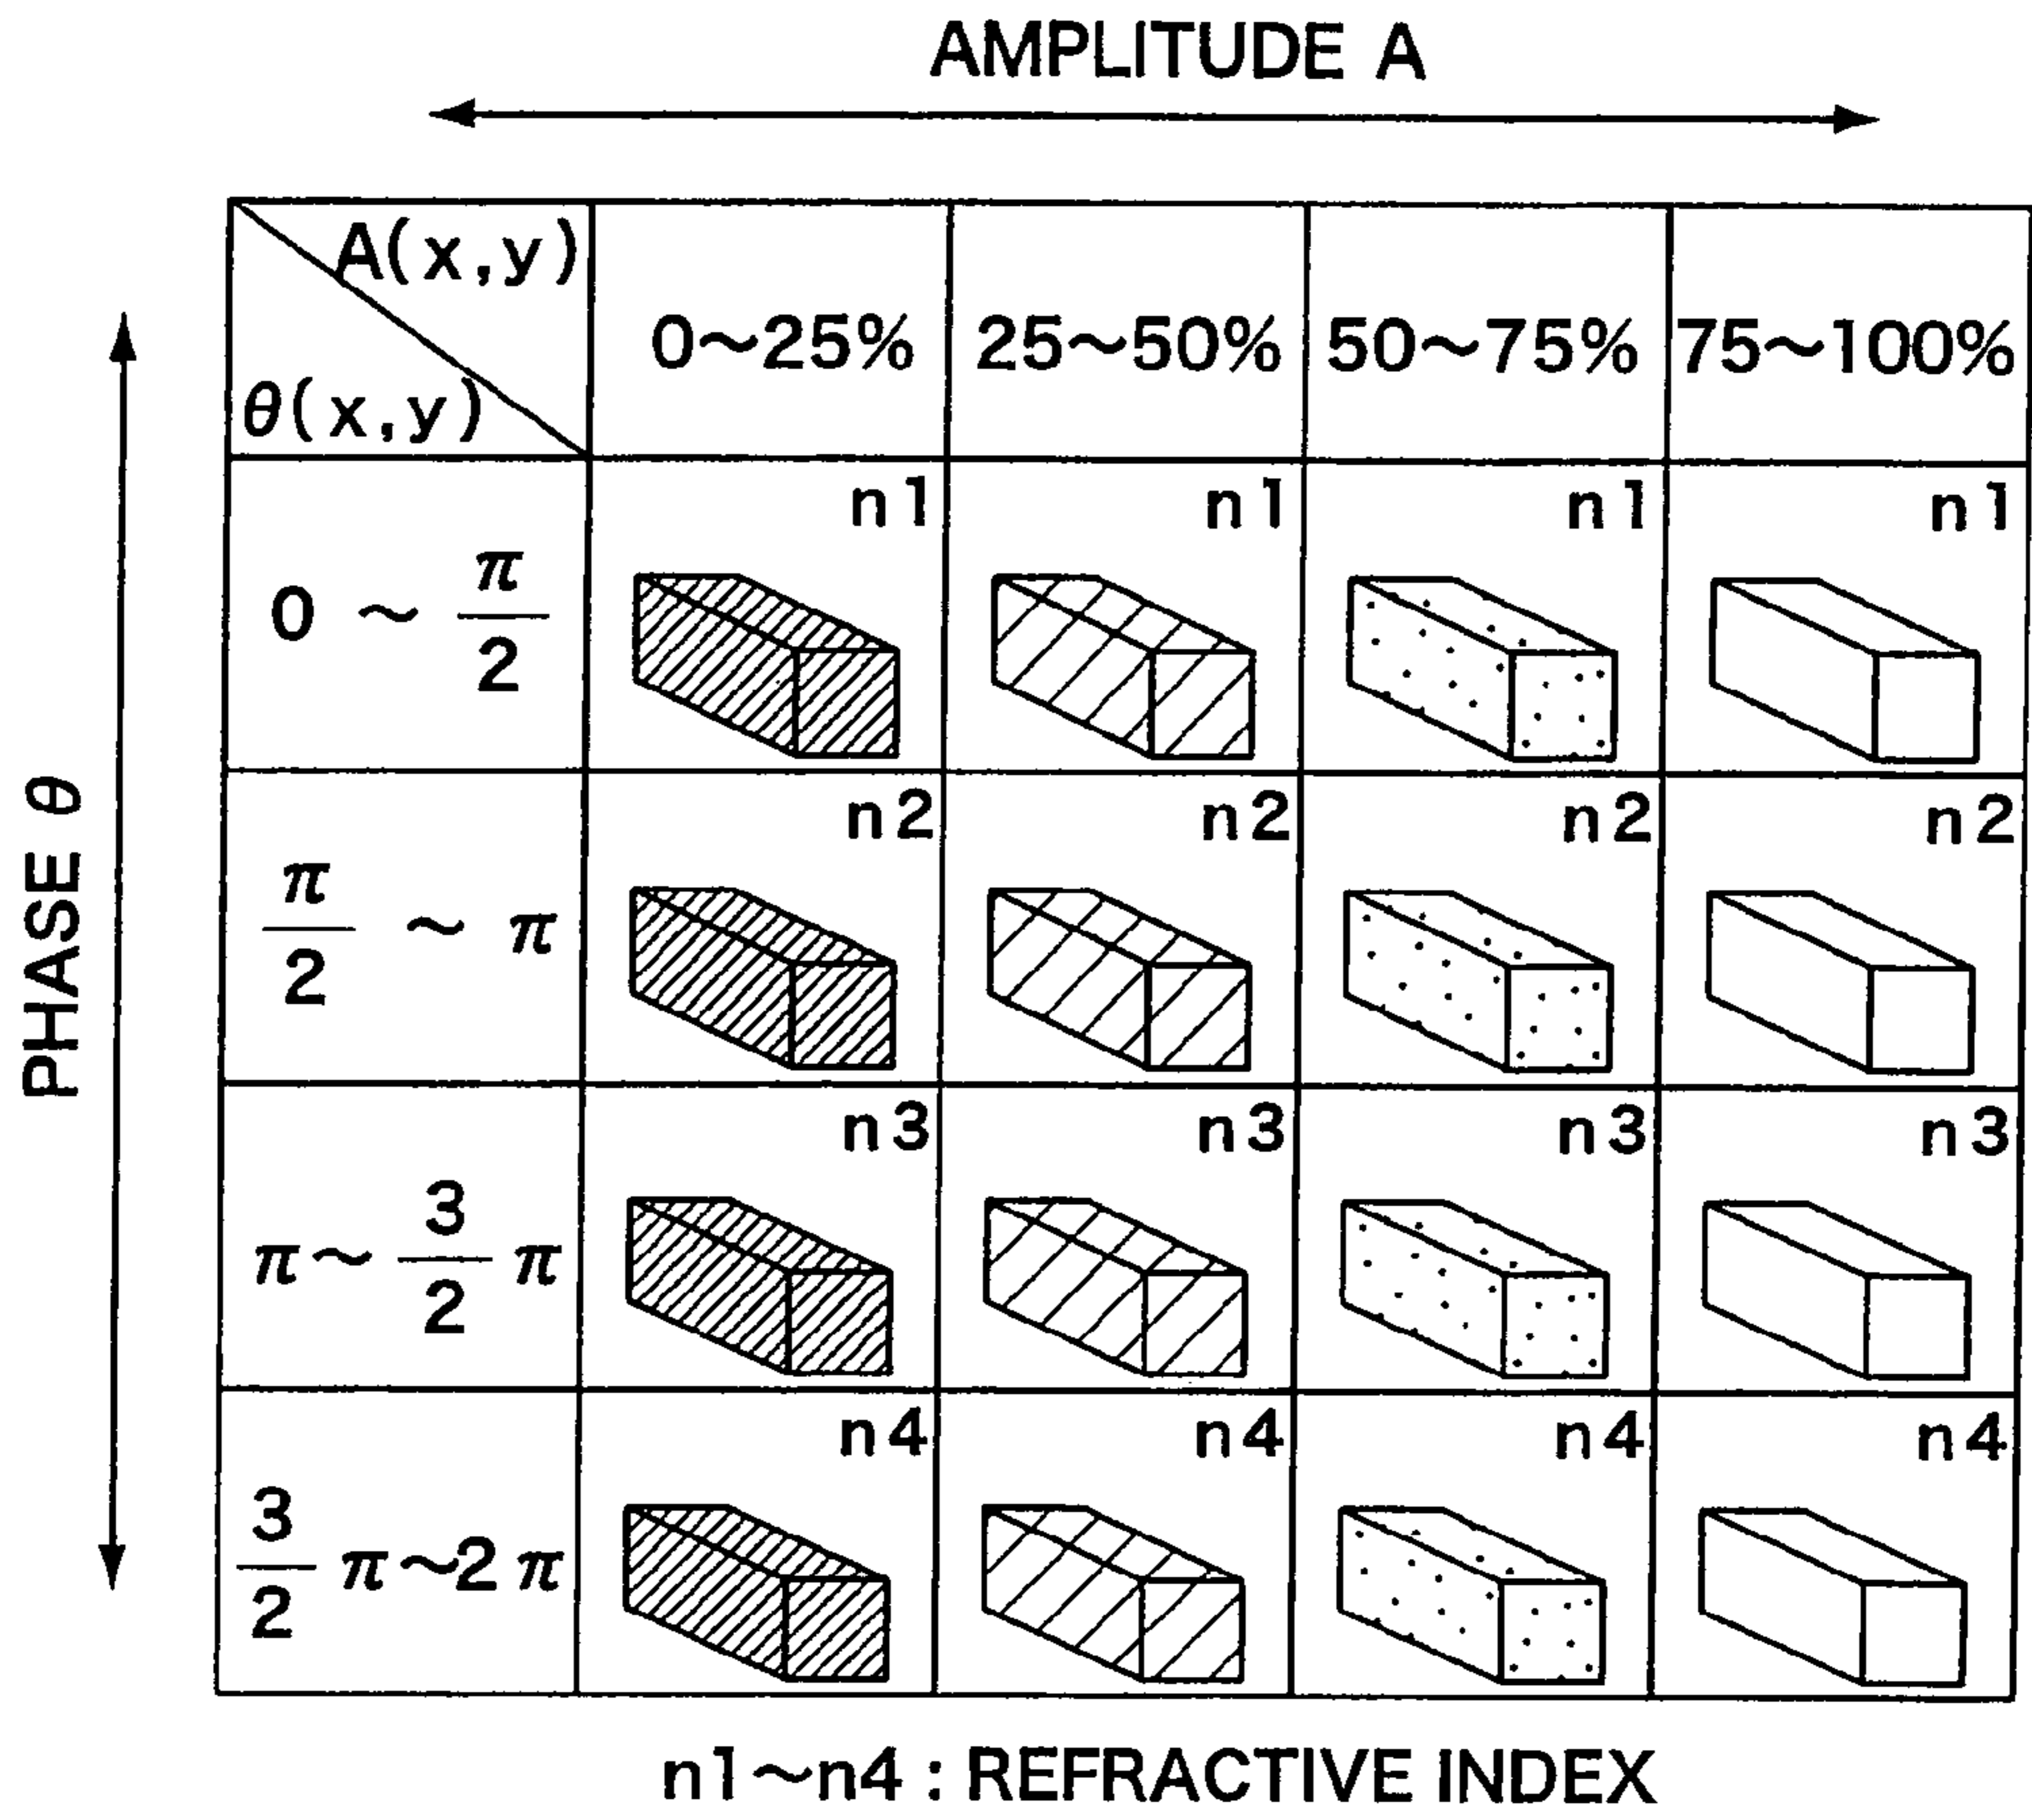 AMPLITUDE A
A(x,y)
θ(x,y)
0~25% 25~50% 50~75% 75~100%
PHASE θ
0 ~ π/2
n1 n1 n1 n1
π/2 ~ π
n2 n2 n2 n2
π~ 3/2 π
n3 n3 n3 n3
3/2 π~2π
n4 n4 n4 n4
n1~n4 : REFRACTIVE INDEX